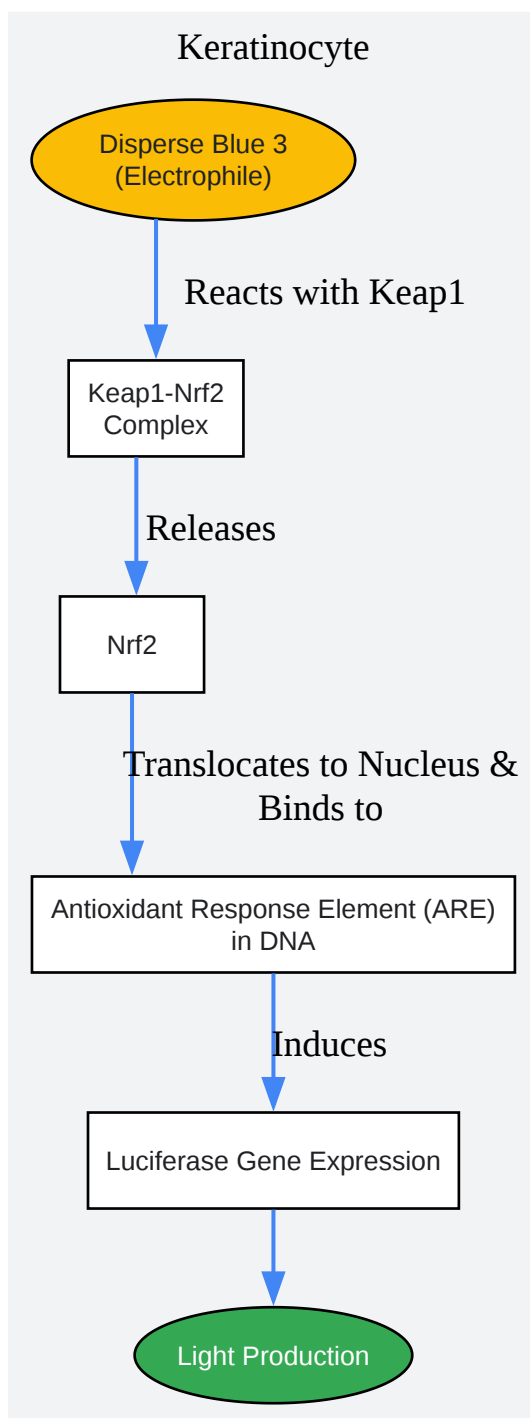 Keratinocyte
Disperse Blue 3
(Electrophile)
Reacts with Keap1
Keap1-Nrf2
Complex
Releases
Nrf2
Translocates to Nucleus &
Binds to
Antioxidant Response Element (ARE)
in DNA
Induces
Luciferase Gene Expression
Light Production